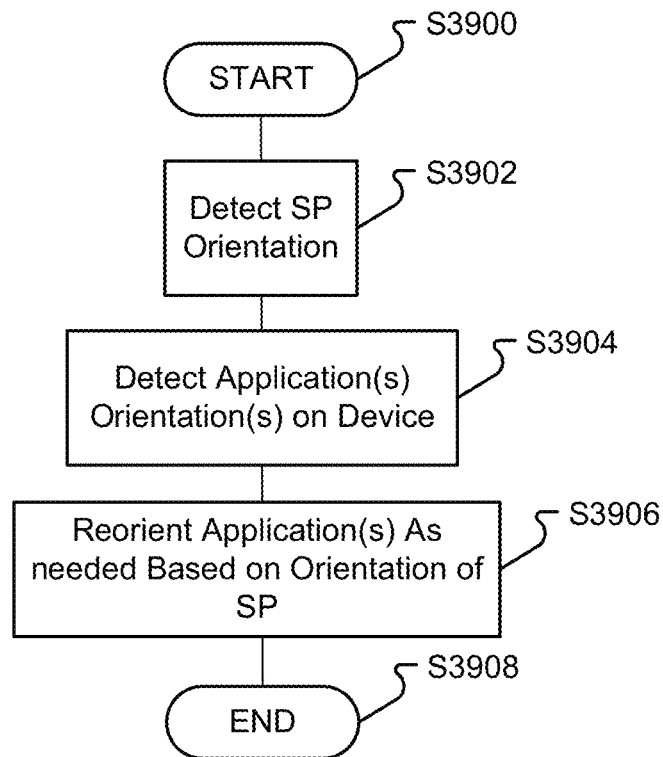 S3900
START
S3902
Detect SP
Orientation
S3904
Detect Application(s)
Orientation(s) on Device
S3906
Reorient Application(s) As
needed Based on Orientation of
SP
S3908
END